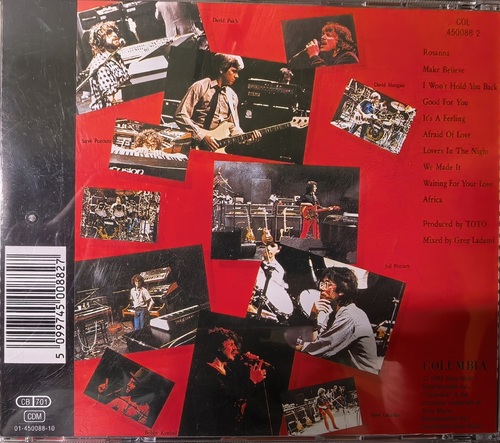 David Paich
COL
450088 2
Rosanna
Make Believe
I Won't Hold You Back
Good For You
It's A Feeling
Afraid Of Love
Lovers In The Night
We Made It
Waiting For Your Love
Africa
Produced by TOTO
Mixed by Greg Ladanyi
David Hungate
Steve Porcaro
Jeff Porcaro
COLUMBIA
5 099745 008827
CB 701
CDM
01-450088-10